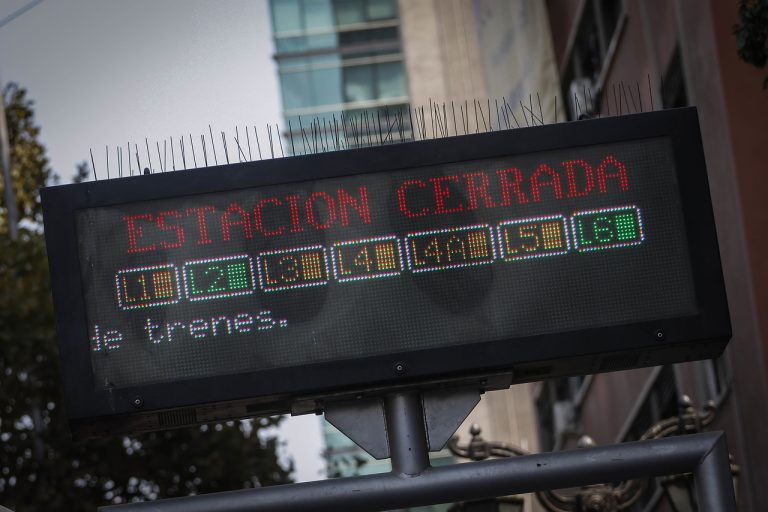 ESTACION CERRADA
L1 L2 L3 L4 L4A L5 L6
de trenes.